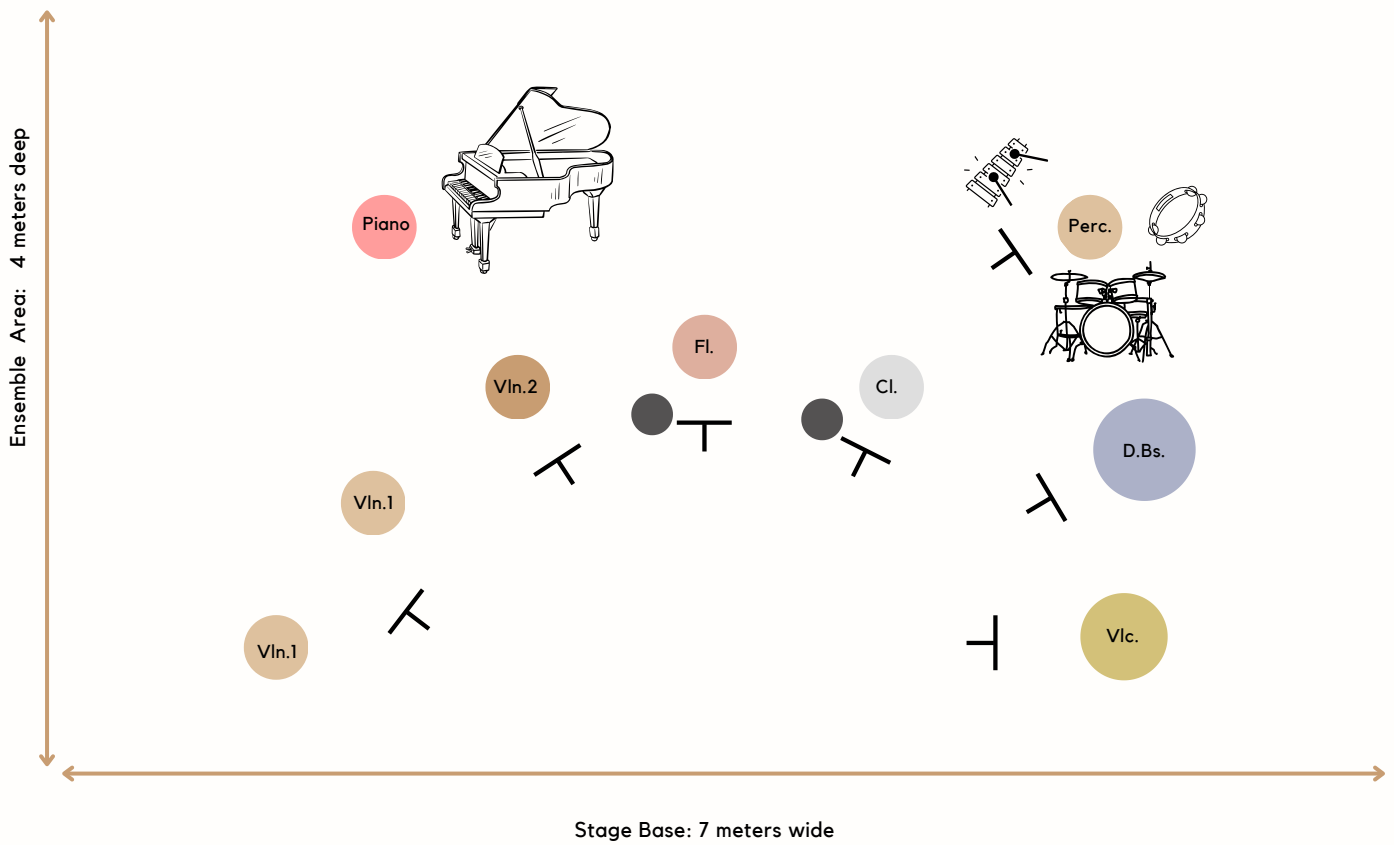 Ensemble Area: 4 meters deep
Piano
Perc.
Fl.
Vln.2
Cl.
D.Bs.
Vln.1
Vlc.
Vln.1
Stage Base: 7 meters wide